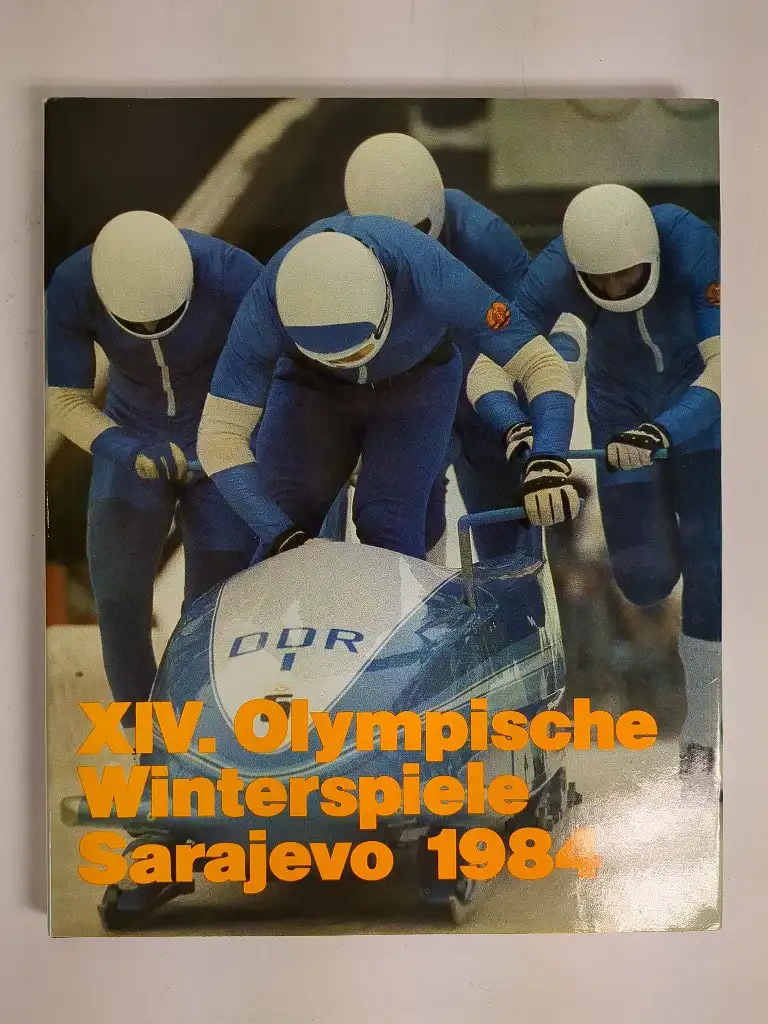 DDR
I
XIV. Olympische
Winterspiele
Sarajevo 1984